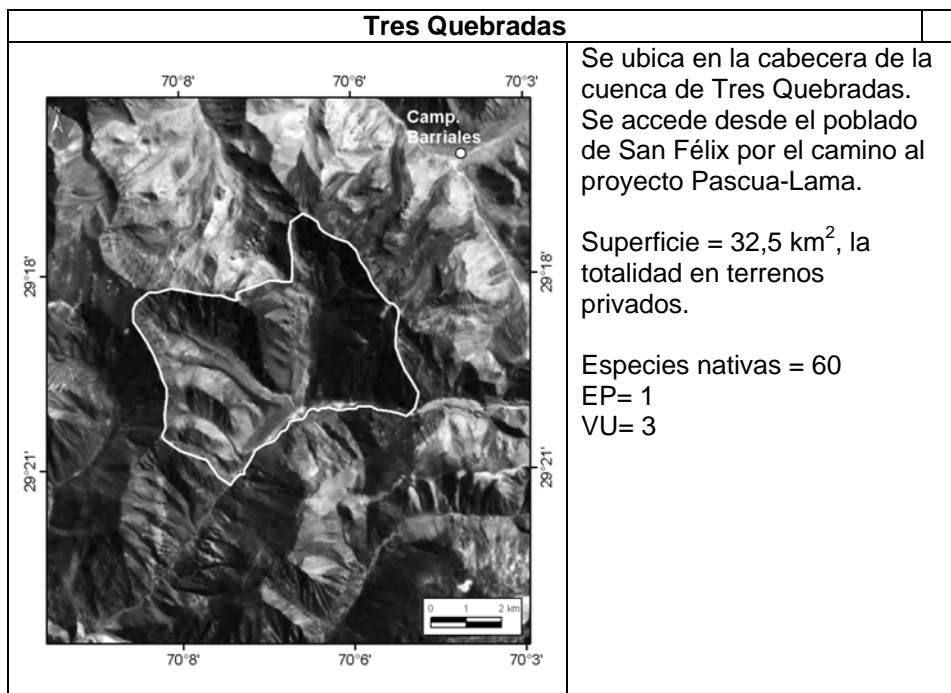 Tres Quebradas
70°8' 70°6' 70°3'
N
Camp.
Barriales
29°18' 29°18'
29°21' 29°21'
0 1 2 km
70°8' 70°6' 70°3'
Se ubica en la cabecera de la
cuenca de Tres Quebradas.
Se accede desde el poblado
de San Félix por el camino al
proyecto Pascua-Lama.
Superficie = 32,5 km², la
totalidad en terrenos
privados.
Especies nativas = 60
EP= 1
VU= 3